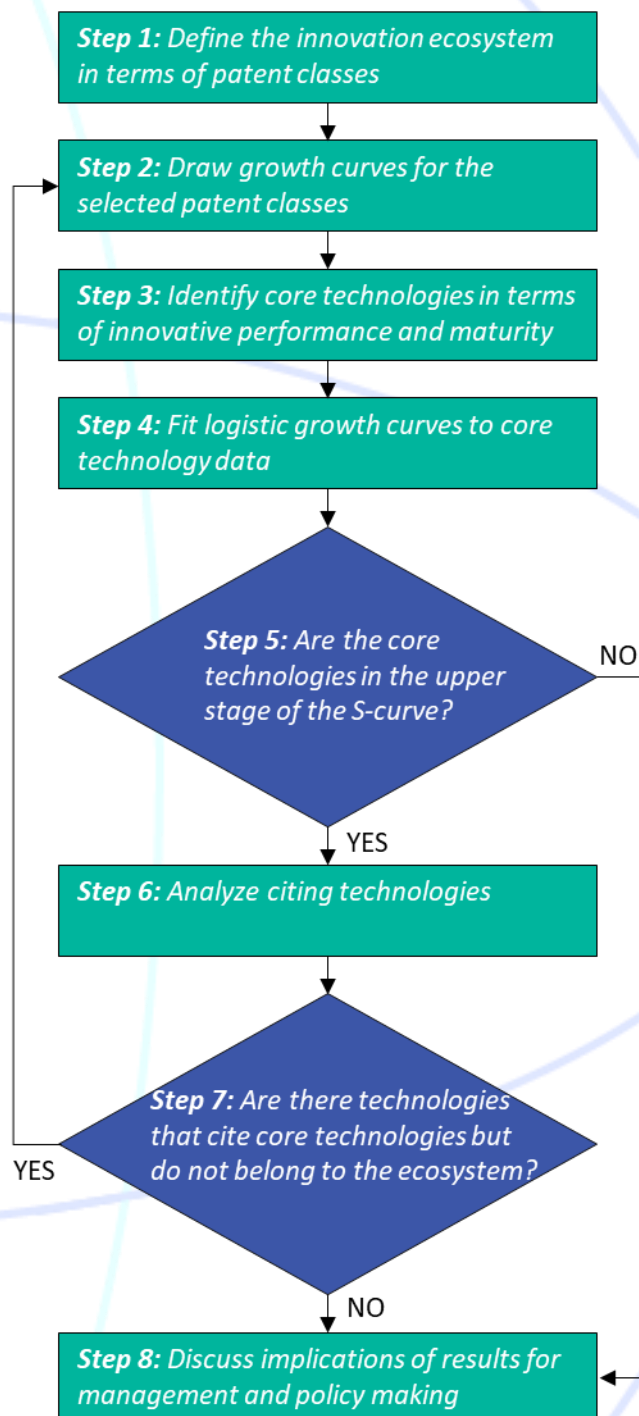 Step 1: Define the innovation ecosystem
in terms of patent classes
Step 2: Draw growth curves for the
selected patent classes
Step 3: Identify core technologies in terms
of innovative performance and maturity
Step 4: Fit logistic growth curves to core
technology data
Step 5: Are the core
technologies in the upper
stage of the S-curve?
NO
YES
Step 6: Analyze citing technologies
Step 7: Are there technologies
that cite core technologies but
do not belong to the ecosystem?
YES
NO
Step 8: Discuss implications of results for
management and policy making